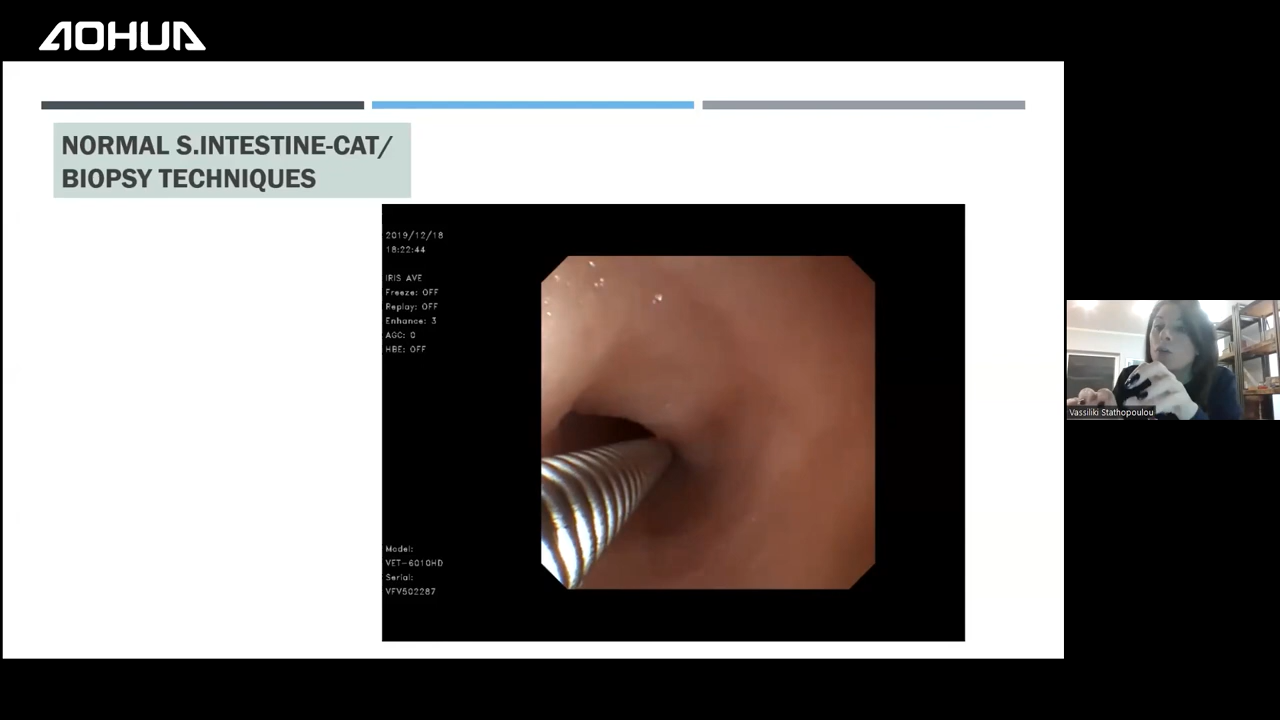 AOHUA
NORMAL S.INTESTINE-CAT/
BIOPSY TECHNIQUES
2019/12/18
18:22:44
IRIS AVE
Freeze: OFF
Replay: OFF
Enhance: 3
AGC: 0
HBE: OFF
Model:
VET-6010HD
Serial:
VFV502287
Vassiliki Stathopoulou